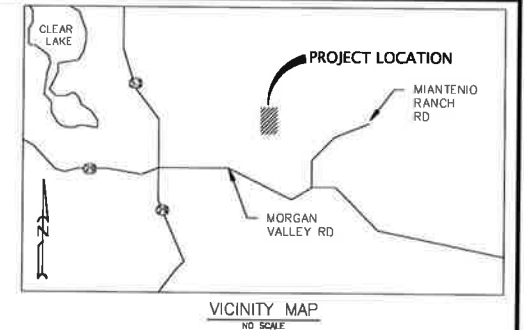 CLEAR
LAKE
PROJECT LOCATION
MIANTENIO
RANCH
RD
MORGAN
VALLEY RD
N
VICINITY MAP
NO SCALE